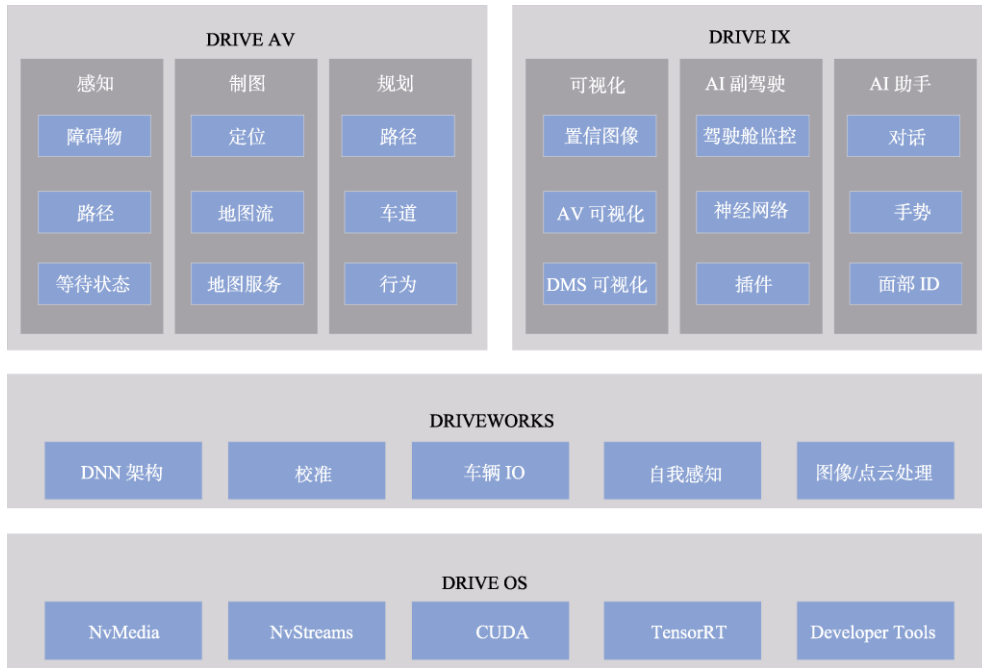 DRIVE AV
感知
障碍物
路径
等待状态
制图
定位
地图流
地图服务
规划
路径
车道
行为
DRIVE IX
可视化
置信图像
AV 可视化
DMS 可视化
AI 副驾驶
驾驶舱监控
神经网络
插件
AI 助手
对话
手势
面部 ID
DRIVEWORKS
DNN 架构
校准
车辆 IO
自我感知
图像/点云处理
DRIVE OS
NvMedia
NvStreams
CUDA
TensorRT
Developer Tools